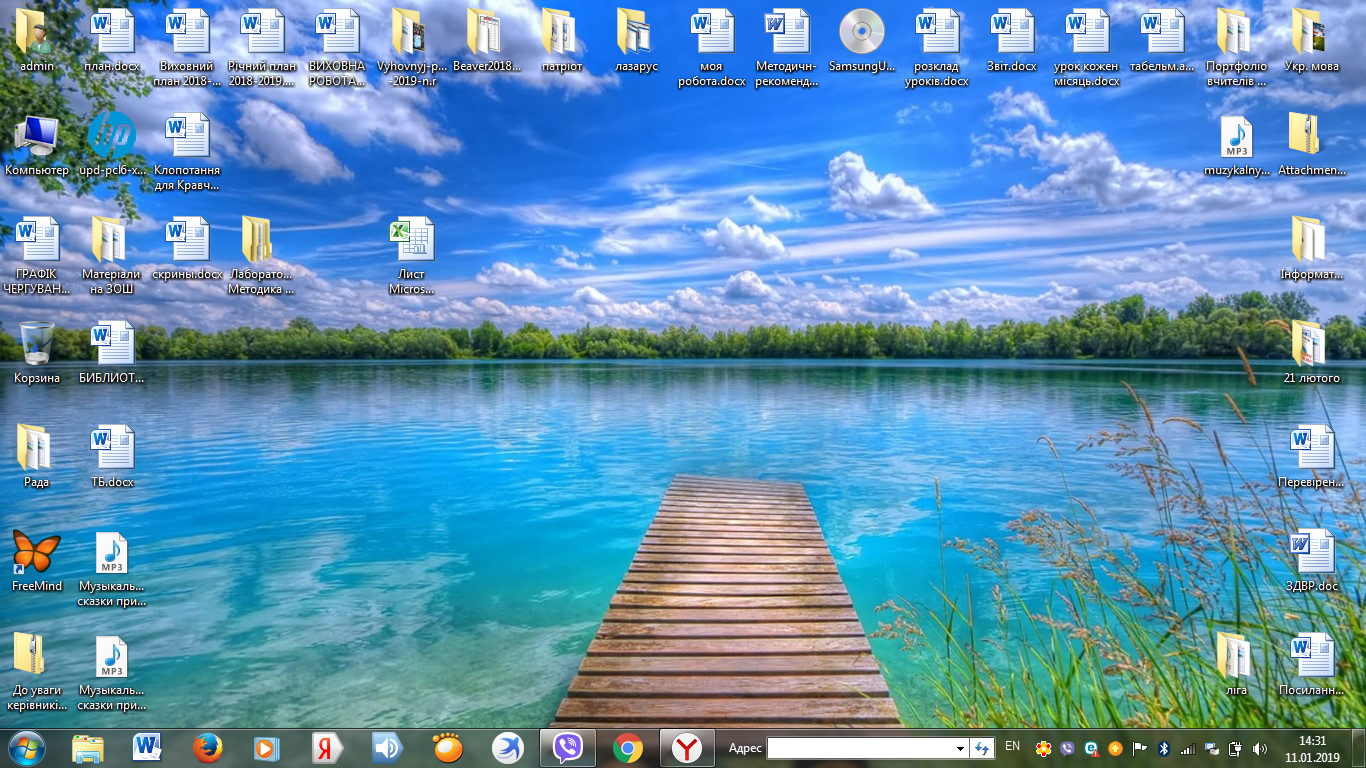 admin
план.docx
Виховний
план 2018-...
Річний план
2018-2019....
ВИХОВНА
РОБОТА...
Vyhovnyj-p...
-2019-n.r
Beaver2018...
патріот
лазарус
моя
робота.docx
Методичн-
рекоменд...
SamsungU...
розклад
уроків.docx
Звіт.docx
урок кожен
місяць.docx
табельм.а...
Портфоліо
вчителів ...
Укр. мова
Компьютер
upd-pcl6-x...
Клопотання
для Кравч...
MP3
muzykalny...
Attachmen...
ГРАФІК
ЧЕРГУВАН...
Матеріали
на ЗОШ
скрины.docx
Лаборато...
Методика ...
Лист
Micros...
Інформат...
Корзина
БИБЛИОТ...
21 лютого
Рада
ТБ.docx
Перевірен...
FreeMind
MP3
Музыкаль...
сказки при...
ЗДВР.doc
До уваги
керівникі...
MP3
Музыкаль...
сказки при...
ліга
Посиланн...
Адрес
EN
14:31
11.01.2019